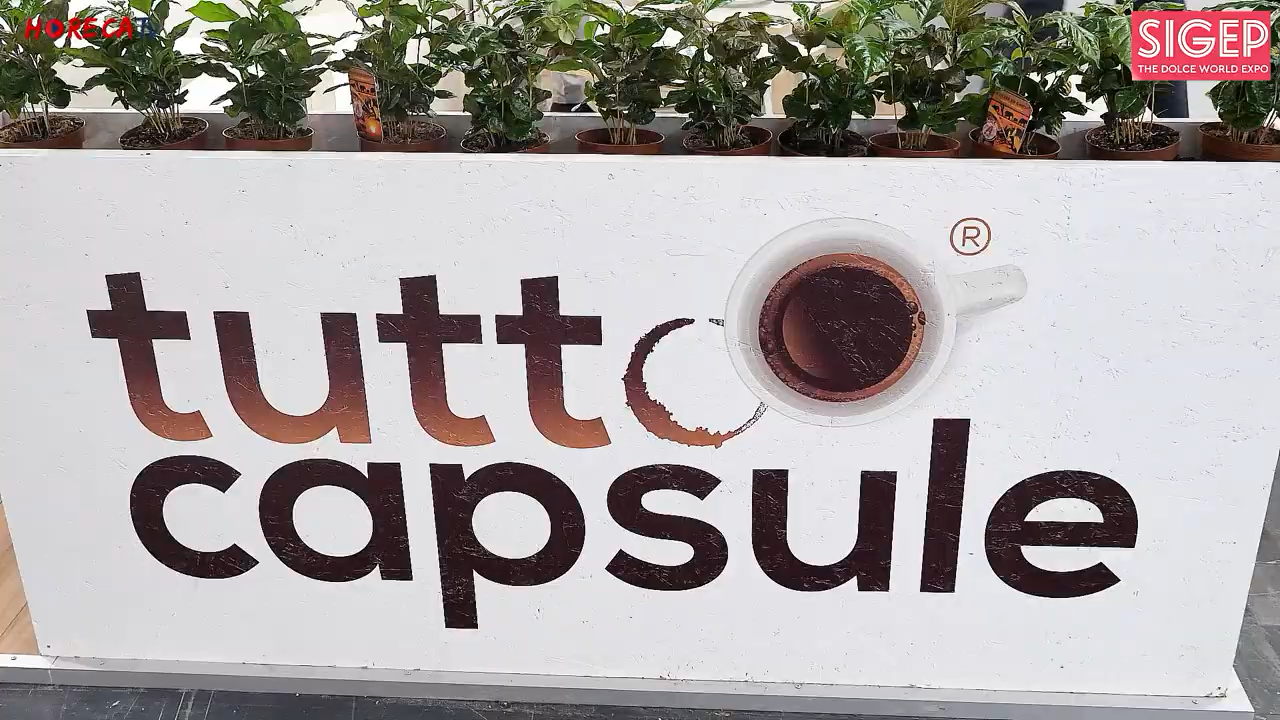 HORECA
SIGEP
THE DOLCE WORLD EXPO
®
tutto
capsule